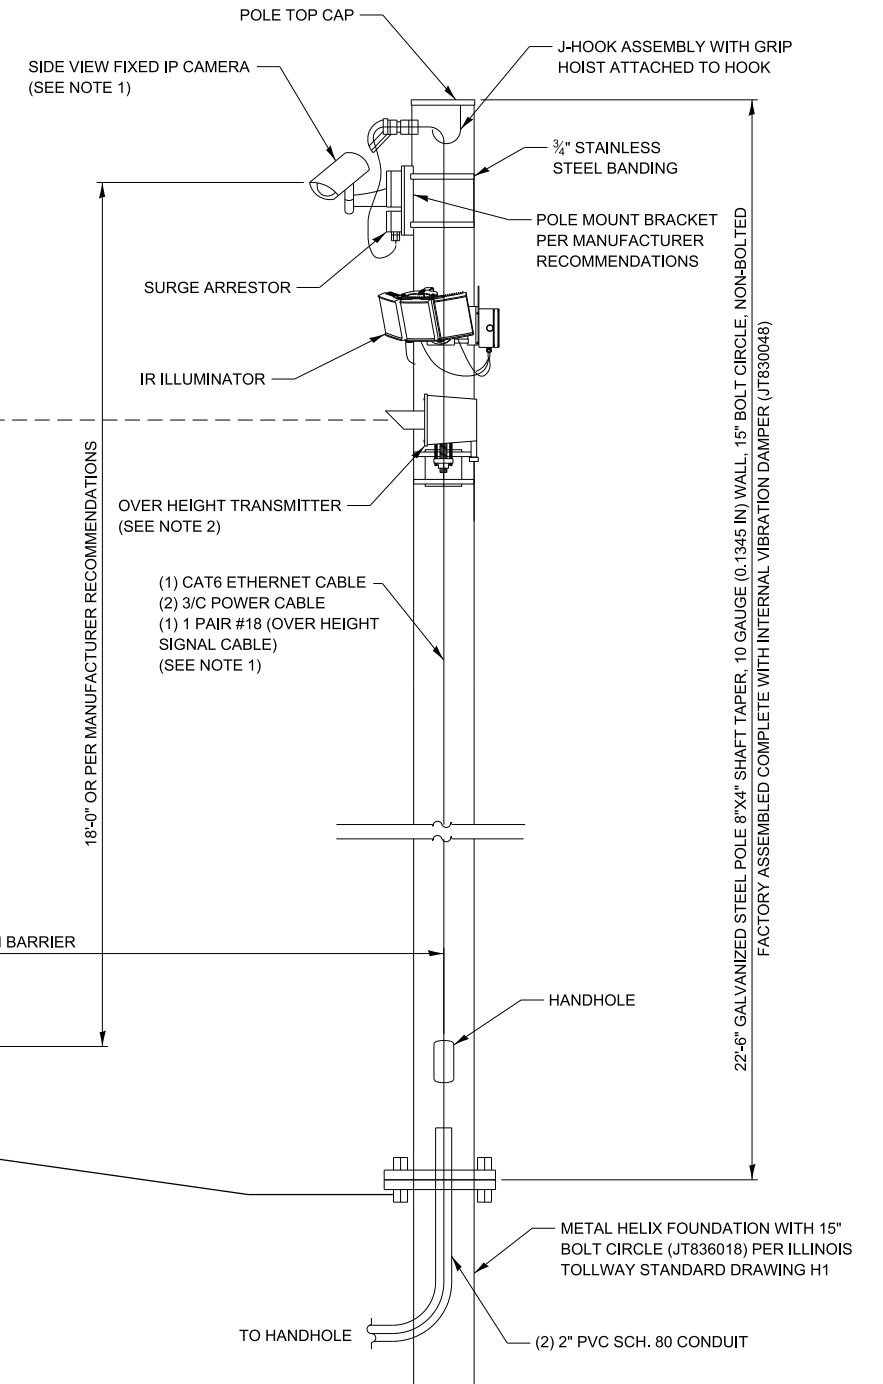 POLE TOP CAP
J-HOOK ASSEMBLY WITH GRIP
HOIST ATTACHED TO HOOK
SIDE VIEW FIXED IP CAMERA
(SEE NOTE 1)
¾" STAINLESS
STEEL BANDING
POLE MOUNT BRACKET
PER MANUFACTURER
RECOMMENDATIONS
SURGE ARRESTOR
IR ILLUMINATOR
OVER HEIGHT TRANSMITTER
(SEE NOTE 2)
(1) CAT6 ETHERNET CABLE
(2) 3/C POWER CABLE
(1) 1 PAIR #18 (OVER HEIGHT
SIGNAL CABLE)
(SEE NOTE 1)
18'-0" OR PER MANUFACTURER RECOMMENDATIONS
22'-6" GALVANIZED STEEL POLE 8"X4" SHAFT TAPER, 10 GAUGE (0.1345 IN) WALL, 15" BOLT CIRCLE, NON-BOLTED
FACTORY ASSEMBLED COMPLETE WITH INTERNAL VIBRATION DAMPER (JT830048)
BARRIER
HANDHOLE
METAL HELIX FOUNDATION WITH 15"
BOLT CIRCLE (JT836018) PER ILLINOIS
TOLLWAY STANDARD DRAWING H1
TO HANDHOLE
(2) 2" PVC SCH. 80 CONDUIT